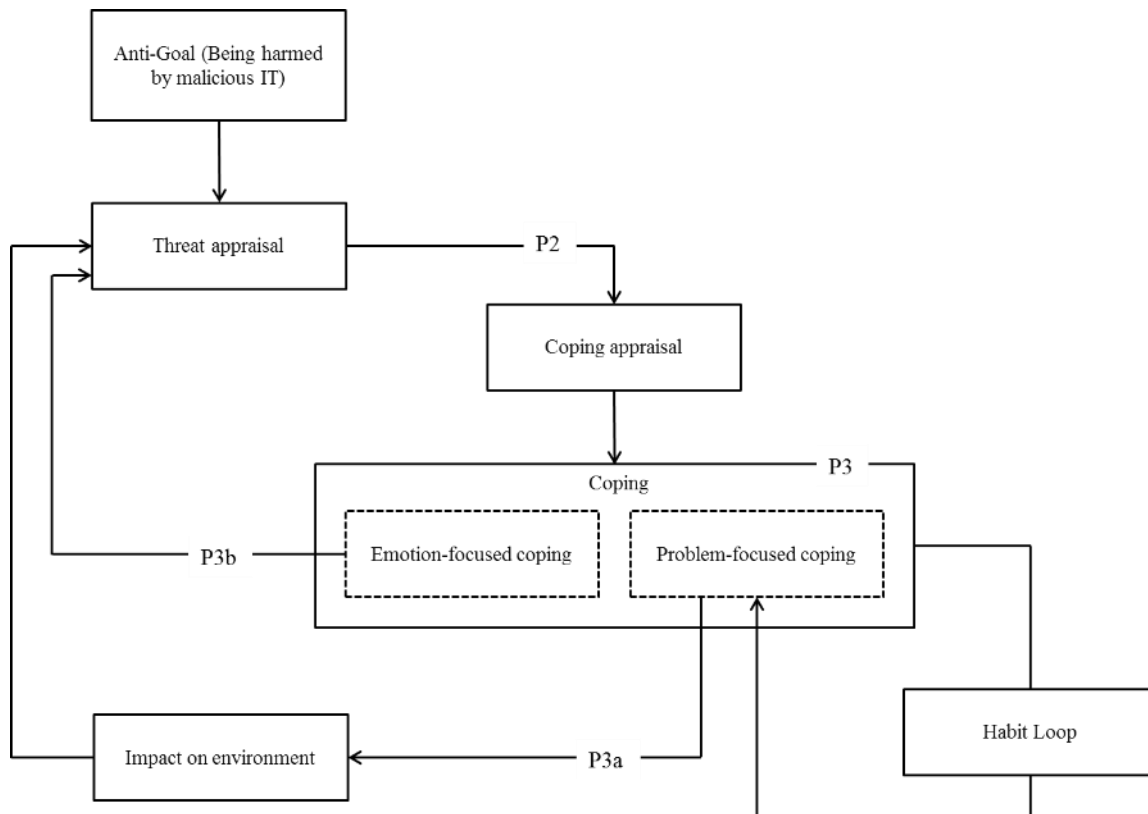 Anti-Goal (Being harmed
by malicious IT)
Threat appraisal
P2
Coping appraisal
P3
Coping
Emotion-focused coping
Problem-focused coping
P3b
Habit Loop
Impact on environment
P3a